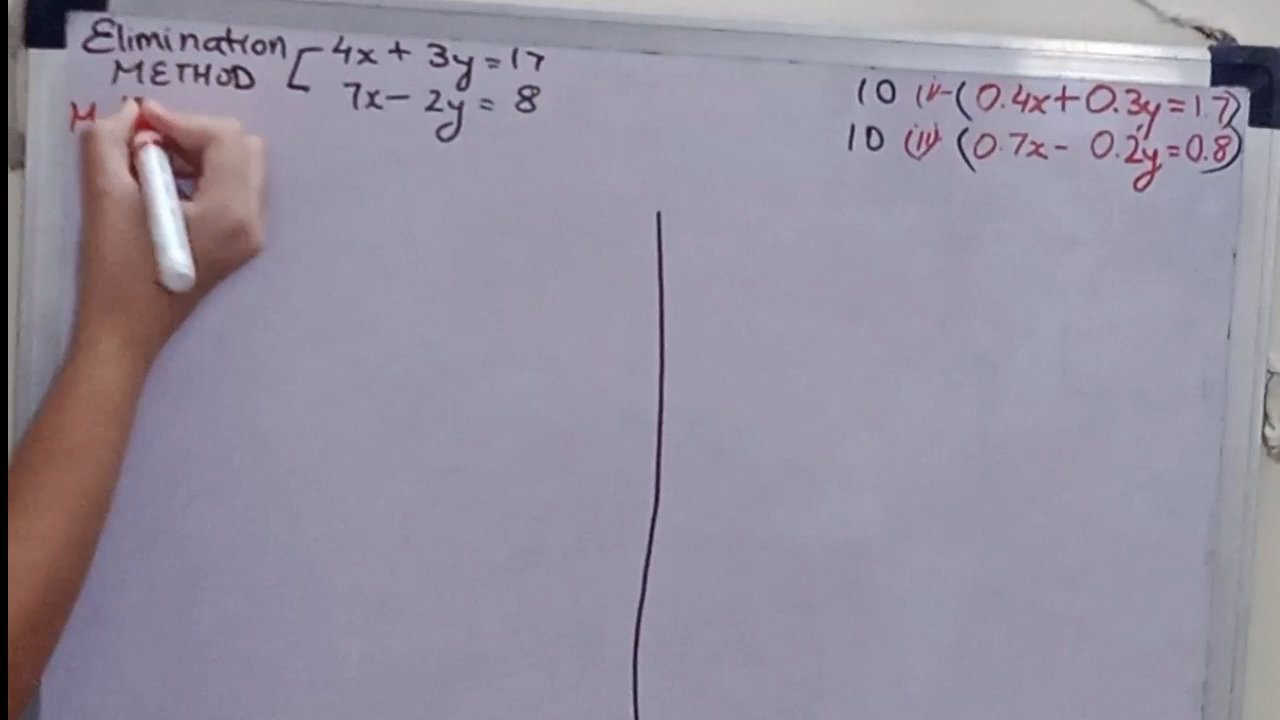 Elimination 4x + 3y = 17
METHOD 7x - 2y = 8
M
10 (i) (0.4x + 0.3y = 1.7)
10 (ii) (0.7x - 0.2y = 0.8)